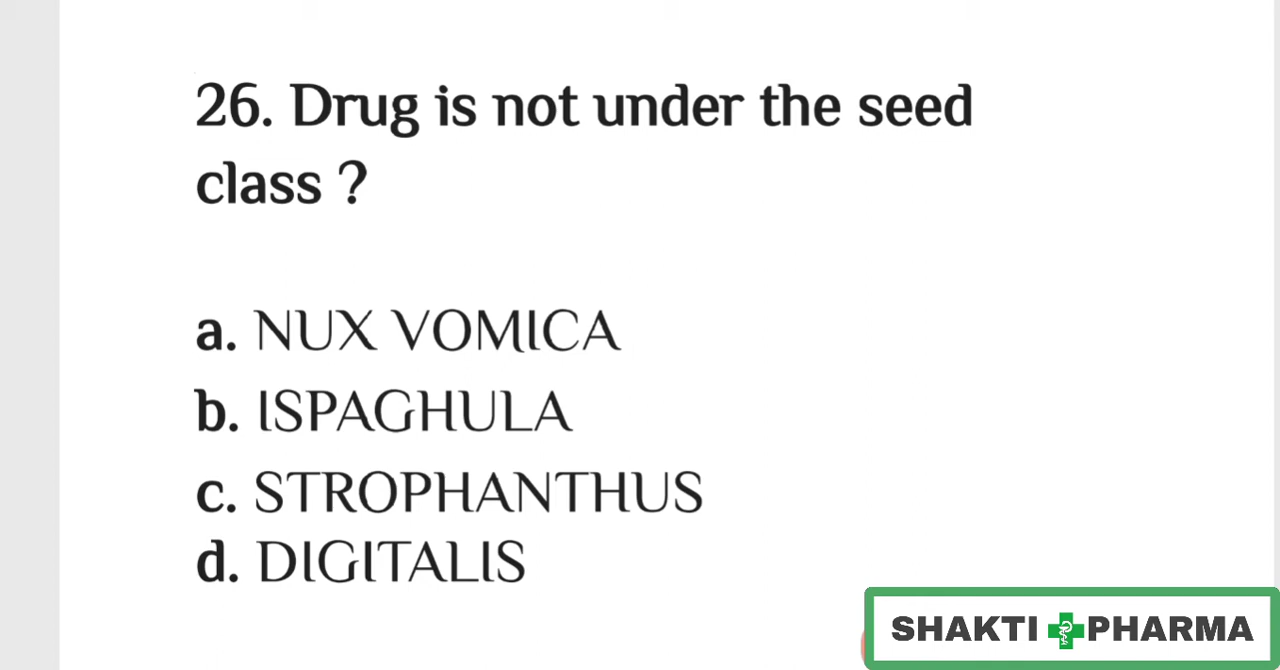 26. Drug is not under the seed
class ?
a. NUX VOMICA
b. ISPAGHULA
c. STROPHANTHUS
d. DIGITALIS
SHAKTI PHARMA